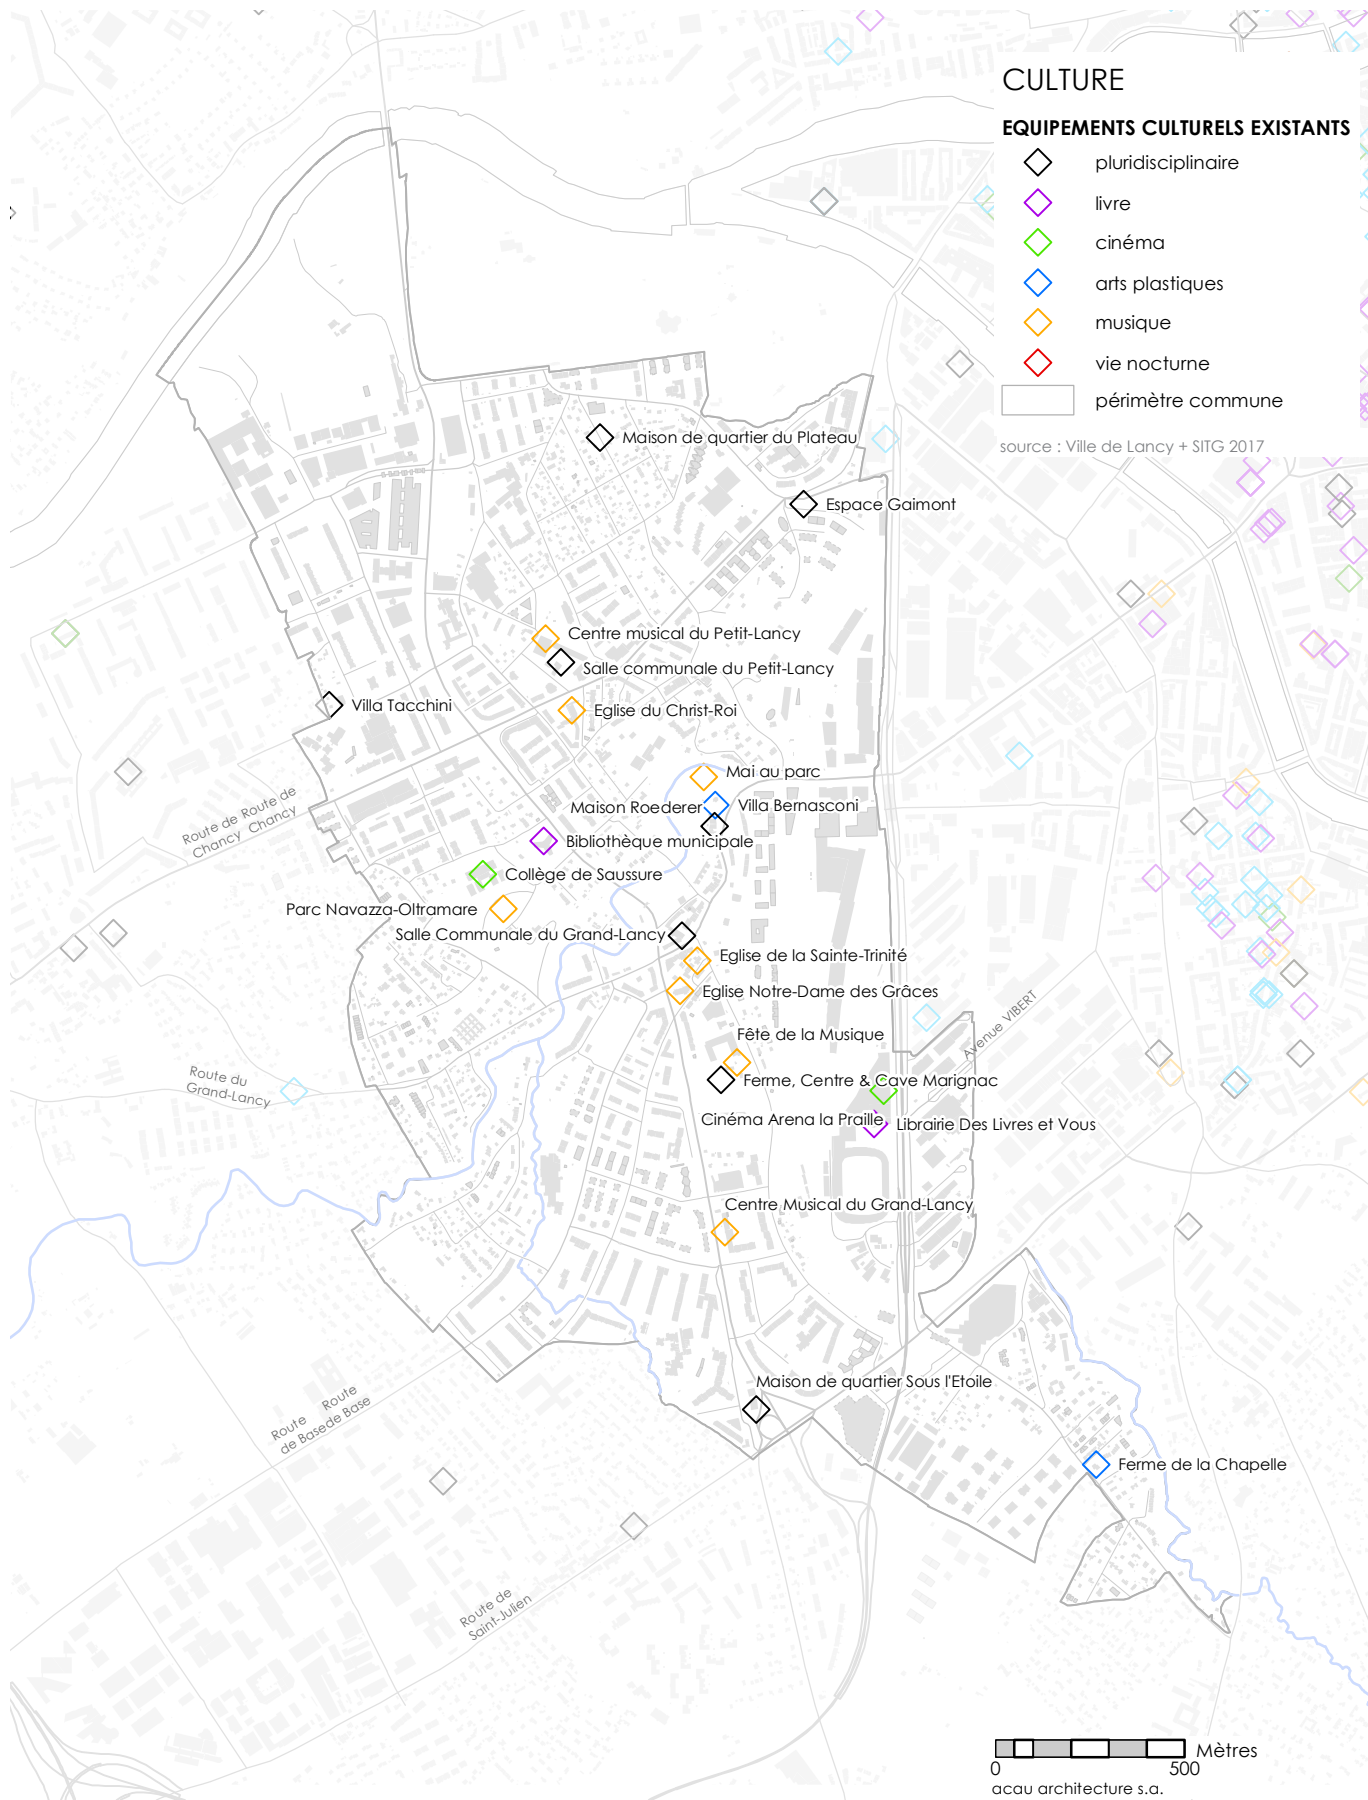 CULTURE
EQUIPEMENTS CULTURELS EXISTANTS
pluridisciplinaire
livre
cinéma
arts plastiques
musique
vie nocturne
périmètre commune
source : Ville de Lancy + SITG 2017
Maison de quartier du Plateau
Espace Gaimont
Centre musical du Petit-Lancy
Salle communale du Petit-Lancy
Villa Tacchini
Eglise du Christ-Roi
Mai au parc
Maison Roederer
Villa Bernasconi
Route de Route de
Chancy Chancy
Bibliothèque municipale
Collège de Saussure
Parc Navazza-Oltramare
Salle Communale du Grand-Lancy
Eglise de la Sainte-Trinité
Eglise Notre-Dame des Grâces
Avenue VIBERT
Fête de la Musique
Route du
Grand-Lancy
Ferme, Centre & Cave Marignac
Cinéma Arena la Praille
Librairie Des Livres et Vous
Centre Musical du Grand-Lancy
Maison de quartier Sous l'Etoile
Route Route
de Basede Base
Ferme de la Chapelle
Route de
Saint-Julien
Mètres
0 500
acau architecture s.a.